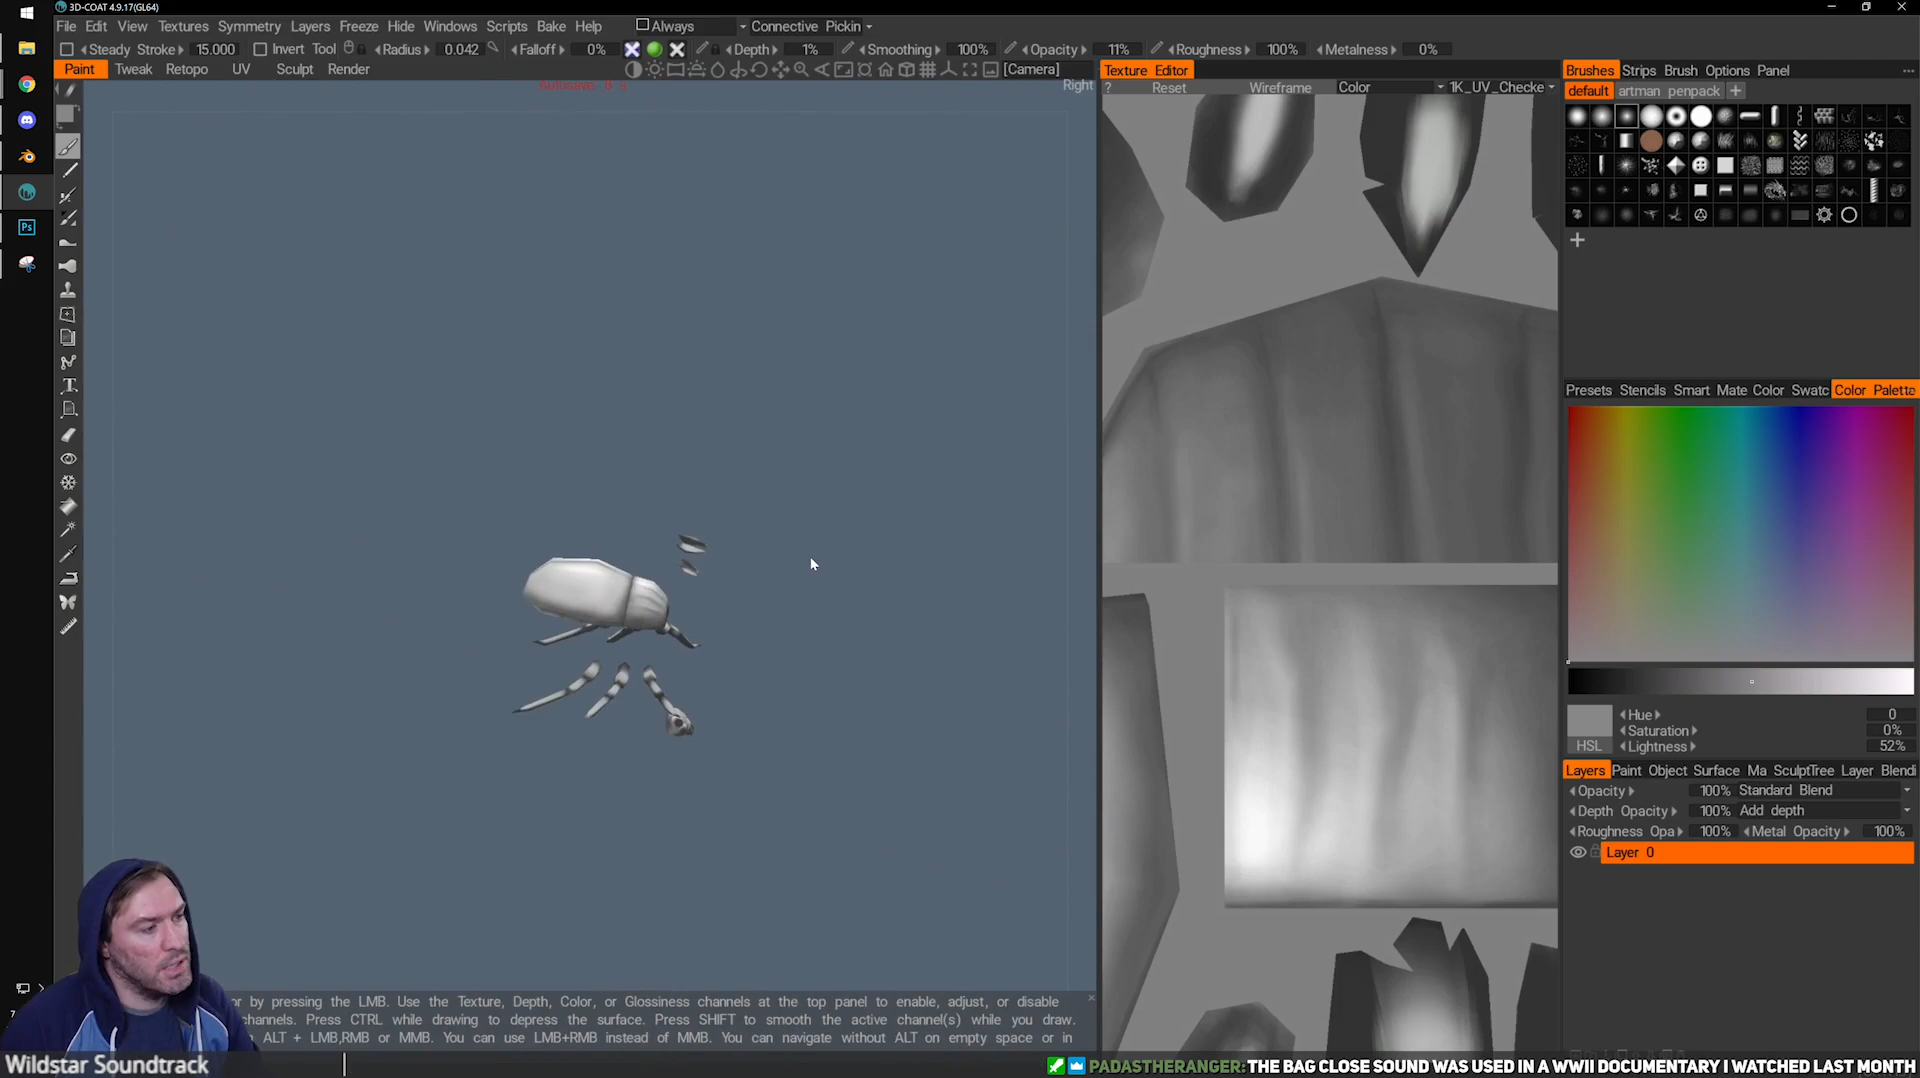 3D-COAT 4.9.17(GL64)
File Edit View Textures Symmetry Layers Freeze Hide Windows Scripts Bake Help Always Connective Pickin
Steady Stroke 15.000 Invert Tool Radius 0.042 Falloff 0% Depth 1% Smoothing 100% Opacity 11% Roughness 100% Metalness 0%
Paint Tweak Retopo UV Sculpt Render [Camera]
Autosave: 0 s
Right
Texture Editor
? Reset Wireframe Color 1K_UV_Checke
Brushes Strips Brush Options Panel
default artman penpack +
Presets Stencils Smart Mate Color Swatc Color Palette
Hue 0
Saturation 0%
HSL Lightness 52%
Layers Paint Object Surface Ma SculptTree Layer Blendi
Opacity 100% Standard Blend
Depth Opacity 100% Add depth
Roughness Opa 100% Metal Opacity 100%
Layer 0
or by pressing the LMB. Use the Texture, Depth, Color, or Glossiness channels at the top panel to enable, adjust, or disable
channels. Press CTRL while drawing to depress the surface. Press SHIFT to smooth the active channel(s) while you draw.
ALT + LMB,RMB or MMB. You can use LMB+RMB instead of MMB. You can navigate without ALT on empty space or in
Ps
Wildstar Soundtrack
PADASTHERANGER: THE BAG CLOSE SOUND WAS USED IN A WWII DOCUMENTARY I WATCHED LAST MONTH